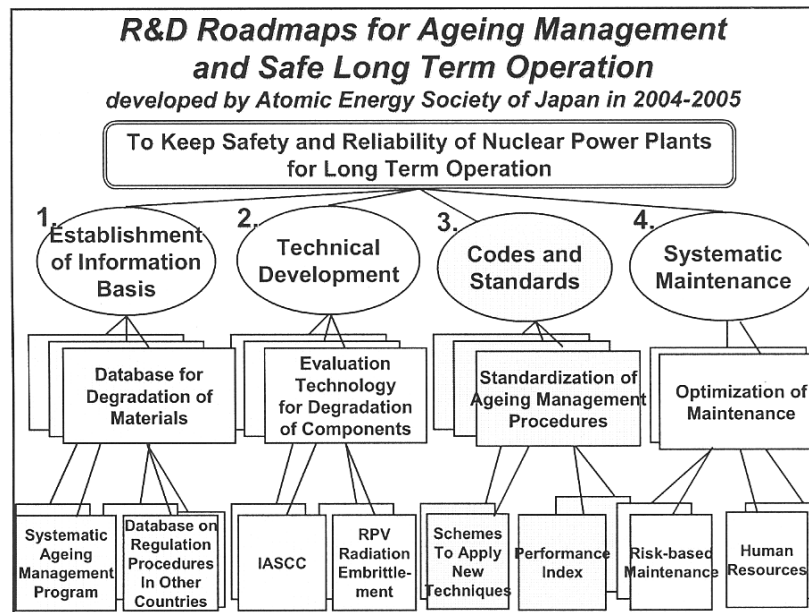 R&D Roadmaps for Ageing Management
and Safe Long Term Operation
developed by Atomic Energy Society of Japan in 2004-2005
To Keep Safety and Reliability of Nuclear Power Plants
for Long Term Operation
1.
Establishment
of Information
Basis
2.
Technical
Development
3.
Codes and
Standards
4.
Systematic
Maintenance
Database for
Degradation of
Materials
Evaluation
Technology
for Degradation
of Components
Standardization of
Ageing Management
Procedures
Optimization of
Maintenance
Systematic
Ageing
Management
Program
Database on
Regulation
Procedures
In Other
Countries
IASCC
RPV
Radiation
Embrittle-
ment
Schemes
To Apply
New
Techniques
Performance
Index
Risk-based
Maintenance
Human
Resources